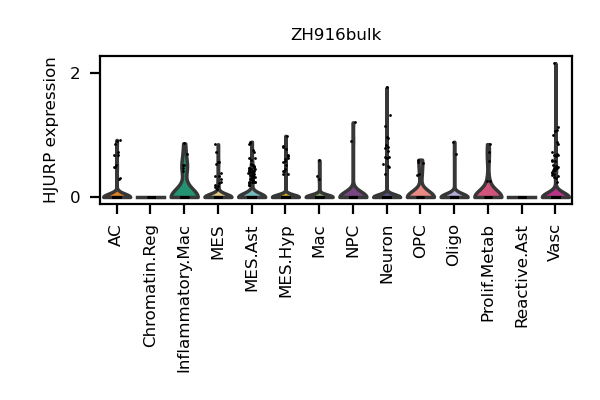 ZH916bulk
HJURP expression
2
0
AC
Chromatin.Reg
Inflammatory.Mac
MES
MES.Ast
MES.Hyp
Mac
NPC
Neuron
OPC
Oligo
Prolif.Metab
Reactive.Ast
Vasc